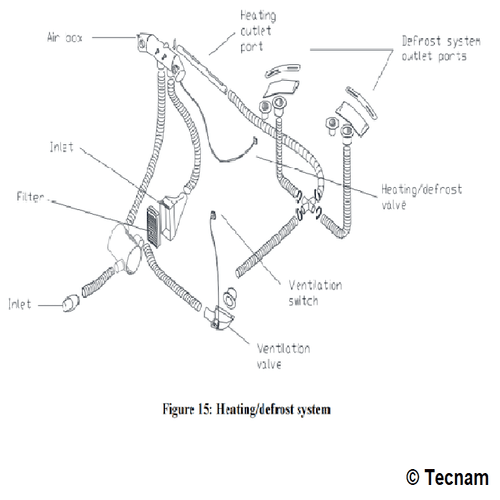 Heating
outlet
port
Air box
Defrost system
outlet ports
Inlet
Filter
Heating/defrost
valve
Ventilation
switch
Inlet
Ventilation
valve
Figure 15: Heating/defrost system
© Tecnam